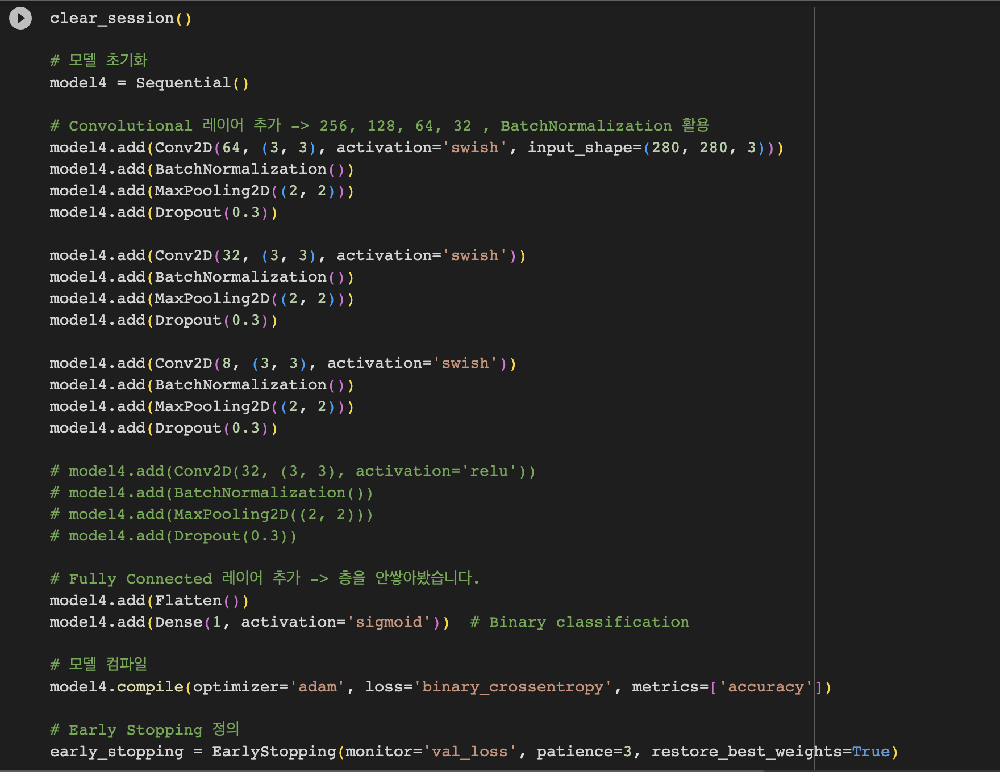 clear_session()
# 모델 초기화
model4 = Sequential()
# Convolutional 레이어 추가 -> 256, 128, 64, 32 , BatchNormalization 활용
model4.add(Conv2D(64, (3, 3), activation='swish', input_shape=(280, 280, 3)))
model4.add(BatchNormalization())
model4.add(MaxPooling2D((2, 2)))
model4.add(Dropout(0.3))
model4.add(Conv2D(32, (3, 3), activation='swish'))
model4.add(BatchNormalization())
model4.add(MaxPooling2D((2, 2)))
model4.add(Dropout(0.3))
model4.add(Conv2D(8, (3, 3), activation='swish'))
model4.add(BatchNormalization())
model4.add(MaxPooling2D((2, 2)))
model4.add(Dropout(0.3))
# model4.add(Conv2D(32, (3, 3), activation='relu'))
# model4.add(BatchNormalization())
# model4.add(MaxPooling2D((2, 2)))
# model4.add(Dropout(0.3))
# Fully Connected 레이어 추가 -> 층을 안쌓아봤습니다.
model4.add(Flatten())
model4.add(Dense(1, activation='sigmoid'))  # Binary classification
# 모델 컴파일
model4.compile(optimizer='adam', loss='binary_crossentropy', metrics=['accuracy'])
# Early Stopping 정의
early_stopping = EarlyStopping(monitor='val_loss', patience=3, restore_best_weights=True)